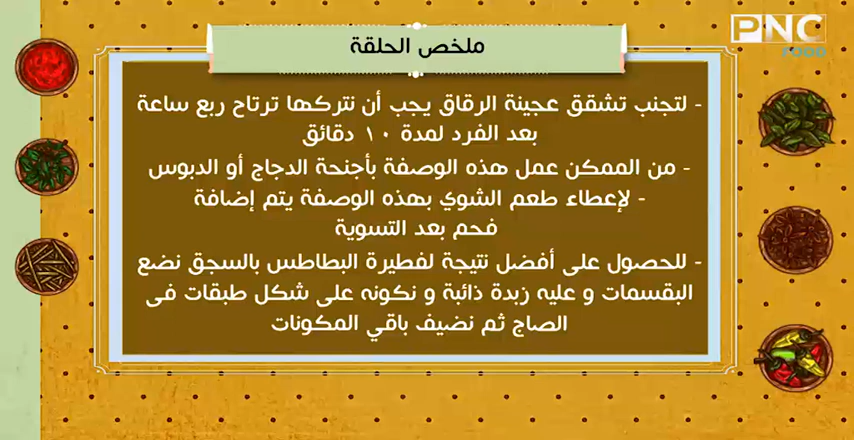 PNC
FOOD
ملخص الحلقة
- لتجنب تشقق عجينة الرقاق يجب أن نتركها ترتاح ربع ساعة
بعد الفرد لمدة ١٠ دقائق
- من الممكن عمل هذه الوصفة بأجنحة الدجاج أو الدبوس
- لإعطاء طعم الشوي بهذه الوصفة يتم إضافة
فحم بعد التسوية
- للحصول على أفضل نتيجة لفطيرة البطاطس بالسجق نضع
البقسمات و عليه زبدة ذائبة و نكونه على شكل طبقات فى
الصاج ثم نضيف باقي المكونات